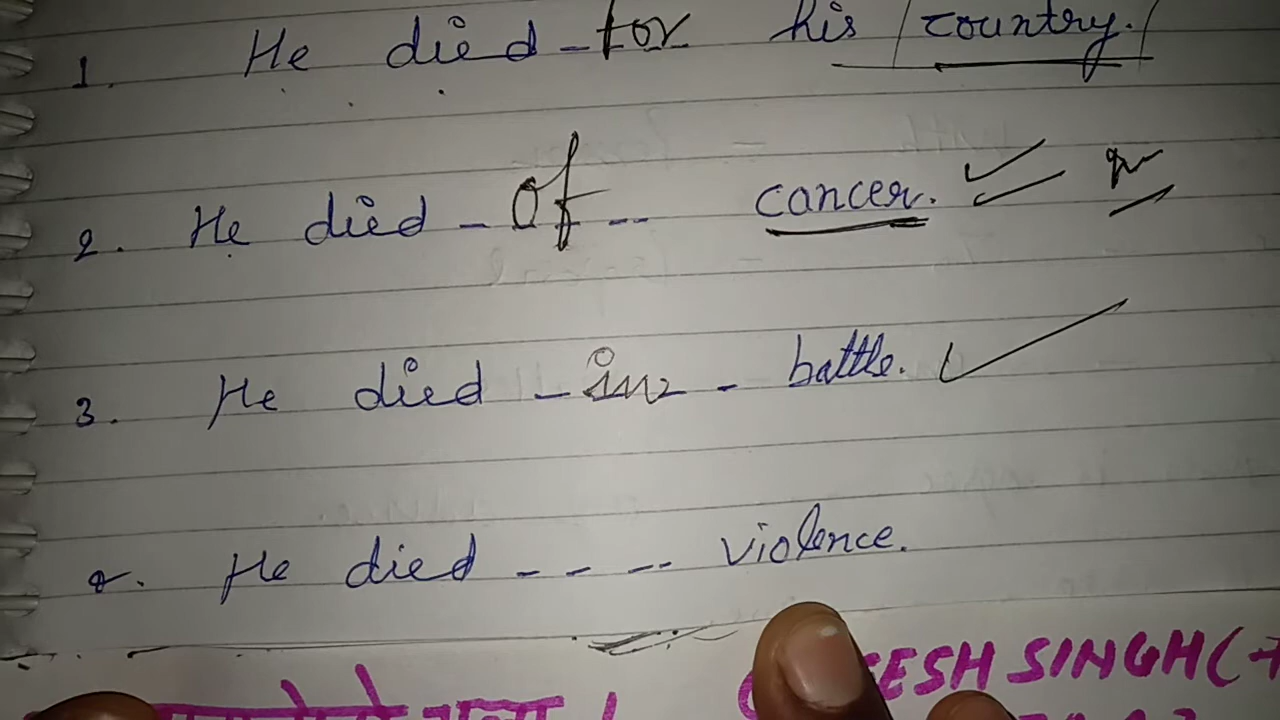 1. He died for his country.
2. He died of cancer.
3. He died in battle.
4. He died ---- violence.
ESH SINGH (